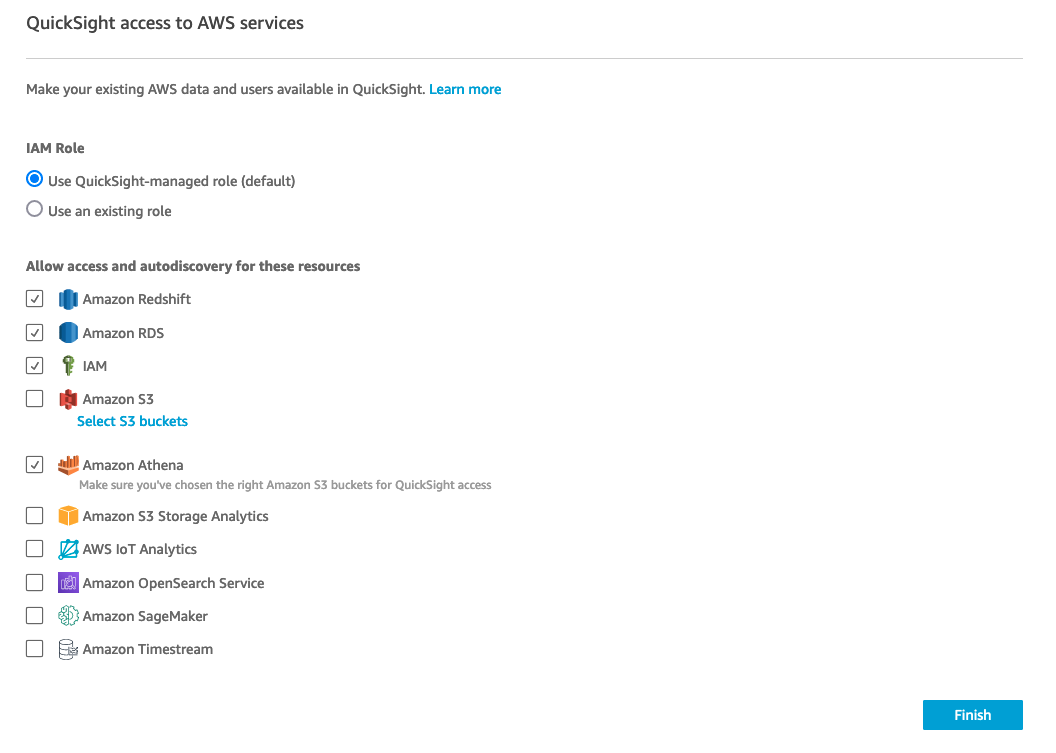 QuickSight access to AWS services
Make your existing AWS data and users available in QuickSight. Learn more
IAM Role
Use QuickSight-managed role (default)
Use an existing role
Allow access and autodiscovery for these resources
Amazon Redshift
Amazon RDS
IAM
Amazon S3
Select S3 buckets
Amazon Athena
Make sure you've chosen the right Amazon S3 buckets for QuickSight access
Amazon S3 Storage Analytics
AWS IoT Analytics
Amazon OpenSearch Service
Amazon SageMaker
Amazon Timestream
Finish